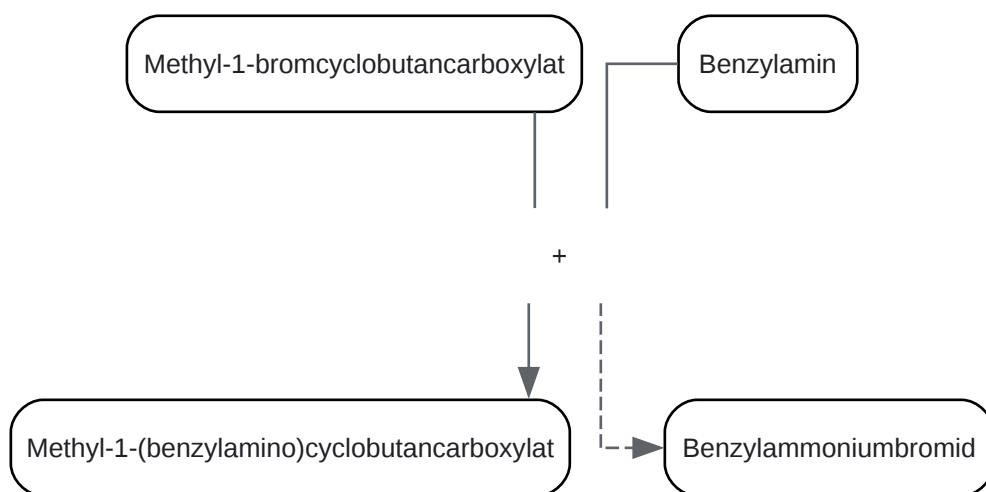 Methyl-1-bromcyclobutancarboxylat
Benzylamin
+
Methyl-1-(benzylamino)cyclobutancarboxylat
Benzylammoniumbromid